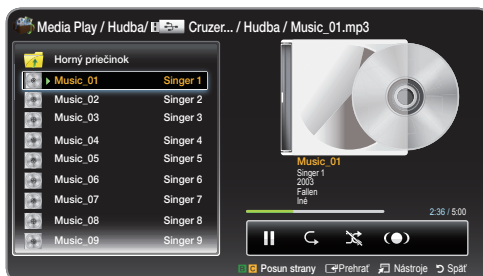 Media Play / Hudba/ Cruzer... / Hudba / Music_01.mp3
Horný priečinok
Music_01 Singer 1
Music_02 Singer 2
Music_03 Singer 3
Music_04 Singer 4
Music_05 Singer 5
Music_06 Singer 6
Music_07 Singer 7
Music_08 Singer 8
Music_09 Singer 9
Music_01
Singer 1
2003
Fallen
Iné
2:36 / 5:00
B C Posun strany Prehrať Nástroje Späť